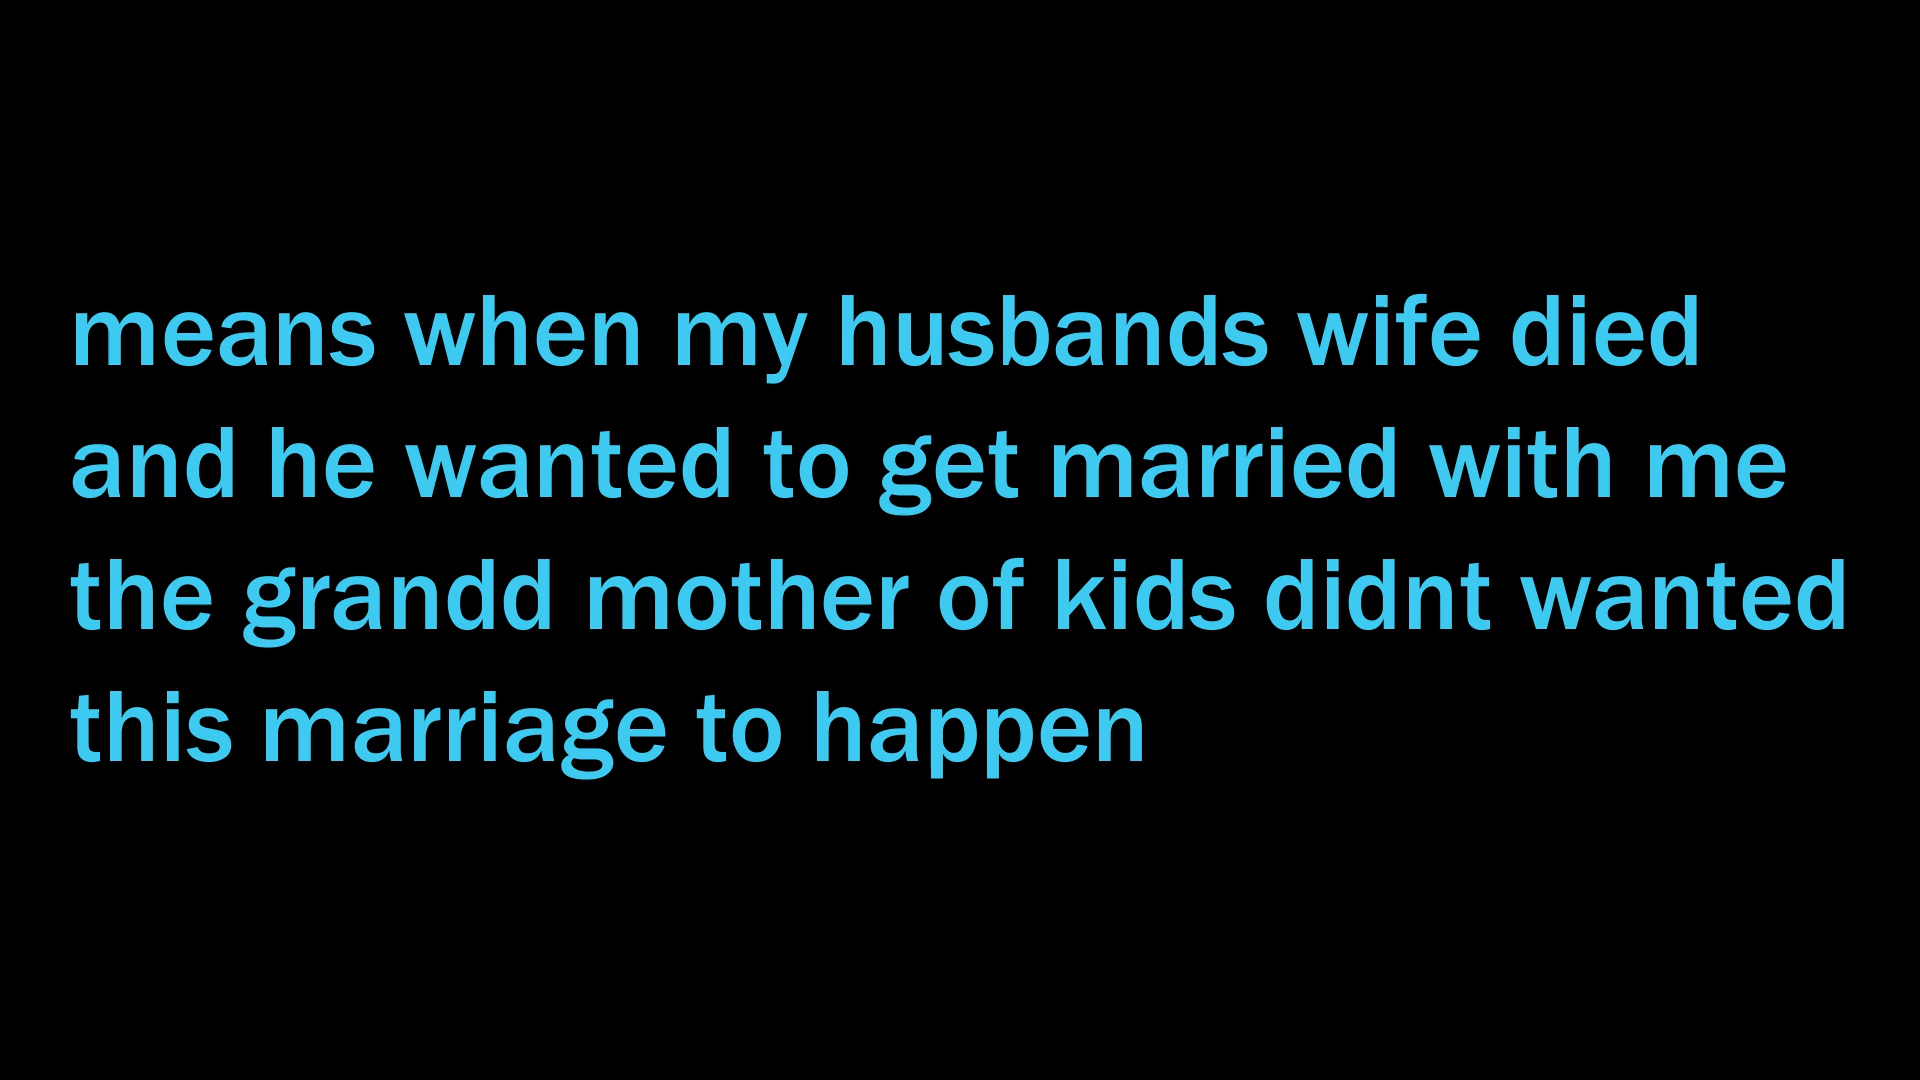 means when my husbands wife died
and he wanted to get married with me
the grandd mother of kids didnt wanted
this marriage to happen